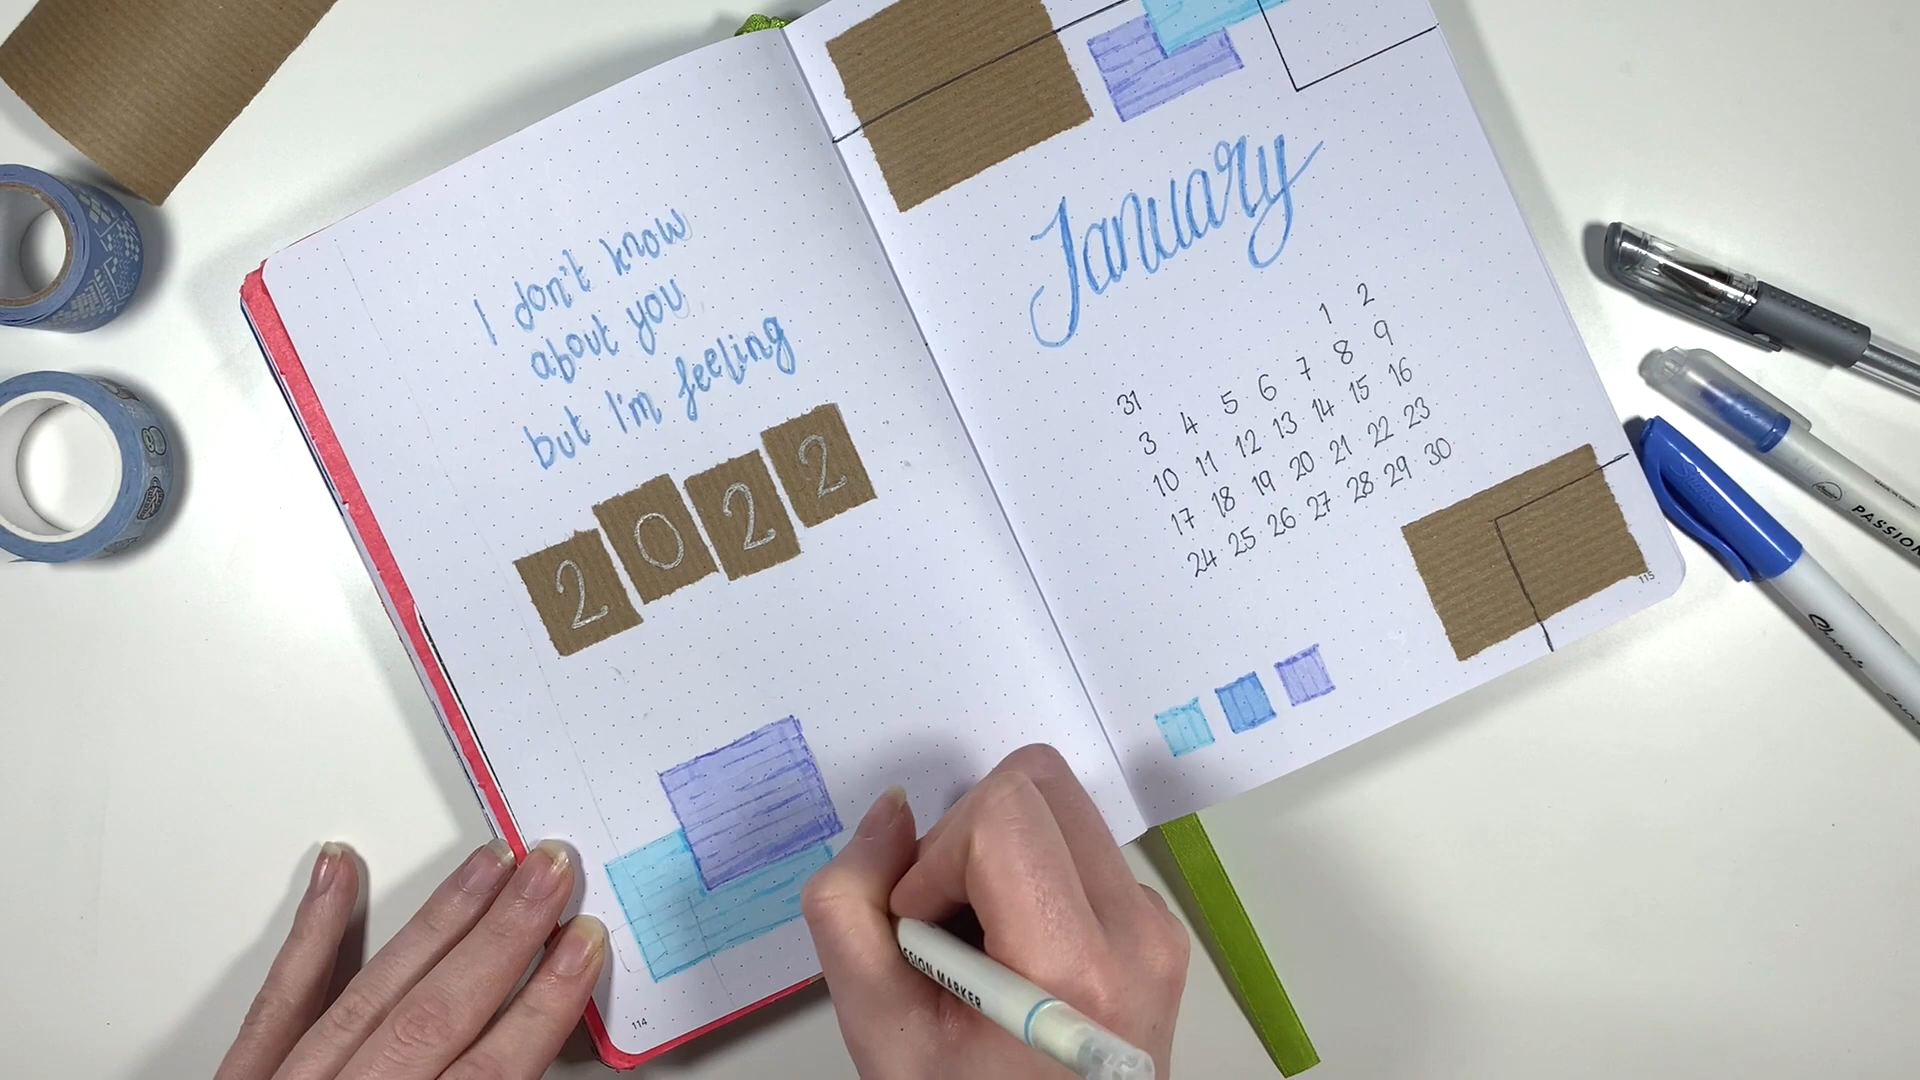 I don't know
about you
but I'm feeling
2022
114
January
1 2
31
3 4 5 6 7 8 9
10 11 12 13 14 15 16
17 18 19 20 21 22 23
24 25 26 27 28 29 30
115
PASSION
SSION MARKER